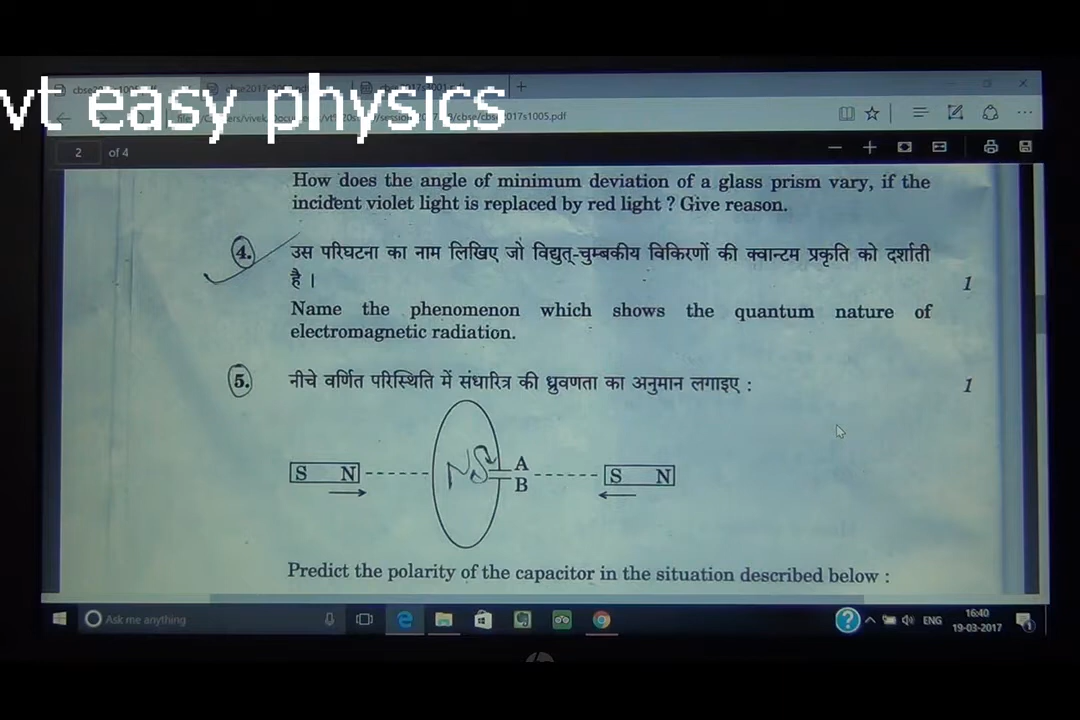 vt easy physics
2 of 4
How does the angle of minimum deviation of a glass prism vary, if the
incident violet light is replaced by red light ? Give reason.
4. उस परिघटना का नाम लिखिए जो विद्युत्-चुम्बकीय विकिरणों की क्वान्टम प्रकृति को दर्शाती
है ।
1
Name the phenomenon which shows the quantum nature of
electromagnetic radiation.
5. नीचे वर्णित परिस्थिति में संधारित्र की ध्रुवणता का अनुमान लगाइए : 1
S N
N S
A
B
S N
Predict the polarity of the capacitor in the situation described below :
Ask me anything
ENG
16:40
19-03-2017